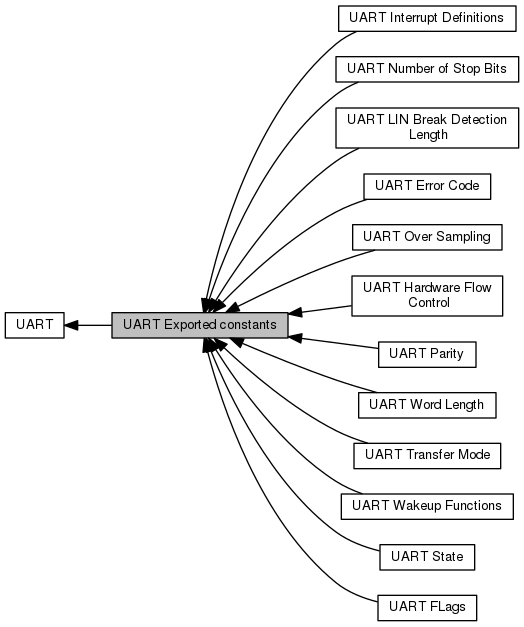 UART Interrupt Definitions
UART Number of Stop Bits
UART LIN Break Detection
Length
UART Error Code
UART Over Sampling
UART Hardware Flow
Control
UART
UART Exported constants
UART Parity
UART Word Length
UART Transfer Mode
UART Wakeup Functions
UART State
UART FLags